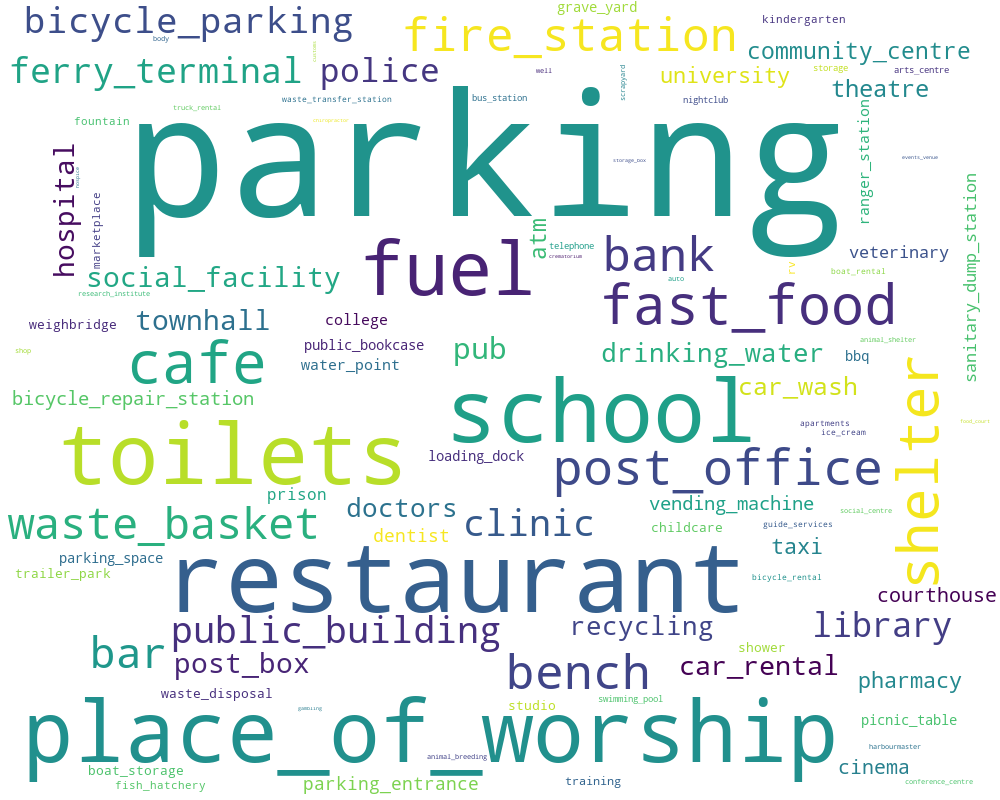 grave_yard
bicycle_parking
fire_station
kindergarten
body
customs
community_centre
ferry_terminal
police
well
scrapyard
university
storage
arts_centre
theatre
waste_transfer_station
bus_station
nightclub
truck_rental
fountain
chiropractor
parking
ranger_station
hospital
hospice
marketplace
storage_box
events_venue
sanitary_dump_station
atm
telephone
crematorium
fuel
bank
veterinary
social_facility
rv
boat_rental
auto
research_institute
fast_food
weighbridge
townhall
college
public_bookcase
water_point
pub
drinking_water
bbq
animal_shelter
shop
cafe
shelter
bicycle_repair_station
school
car_wash
apartments
ice_cream
food_court
toilets
loading_dock
post_office
prison
waste_basket
doctors
dentist
clinic
vending_machine
childcare
social_centre
guide_services
taxi
parking_space
trailer_park
restaurant
bicycle_rental
courthouse
public_building
recycling
library
bar
post_box
bench
shower
car_rental
waste_disposal
pharmacy
gambling
studio
swimming_pool
place_of_worship
picnic_table
harbourmaster
animal_breeding
boat_storage
fish_hatchery
parking_entrance
training
cinema
conference_centre